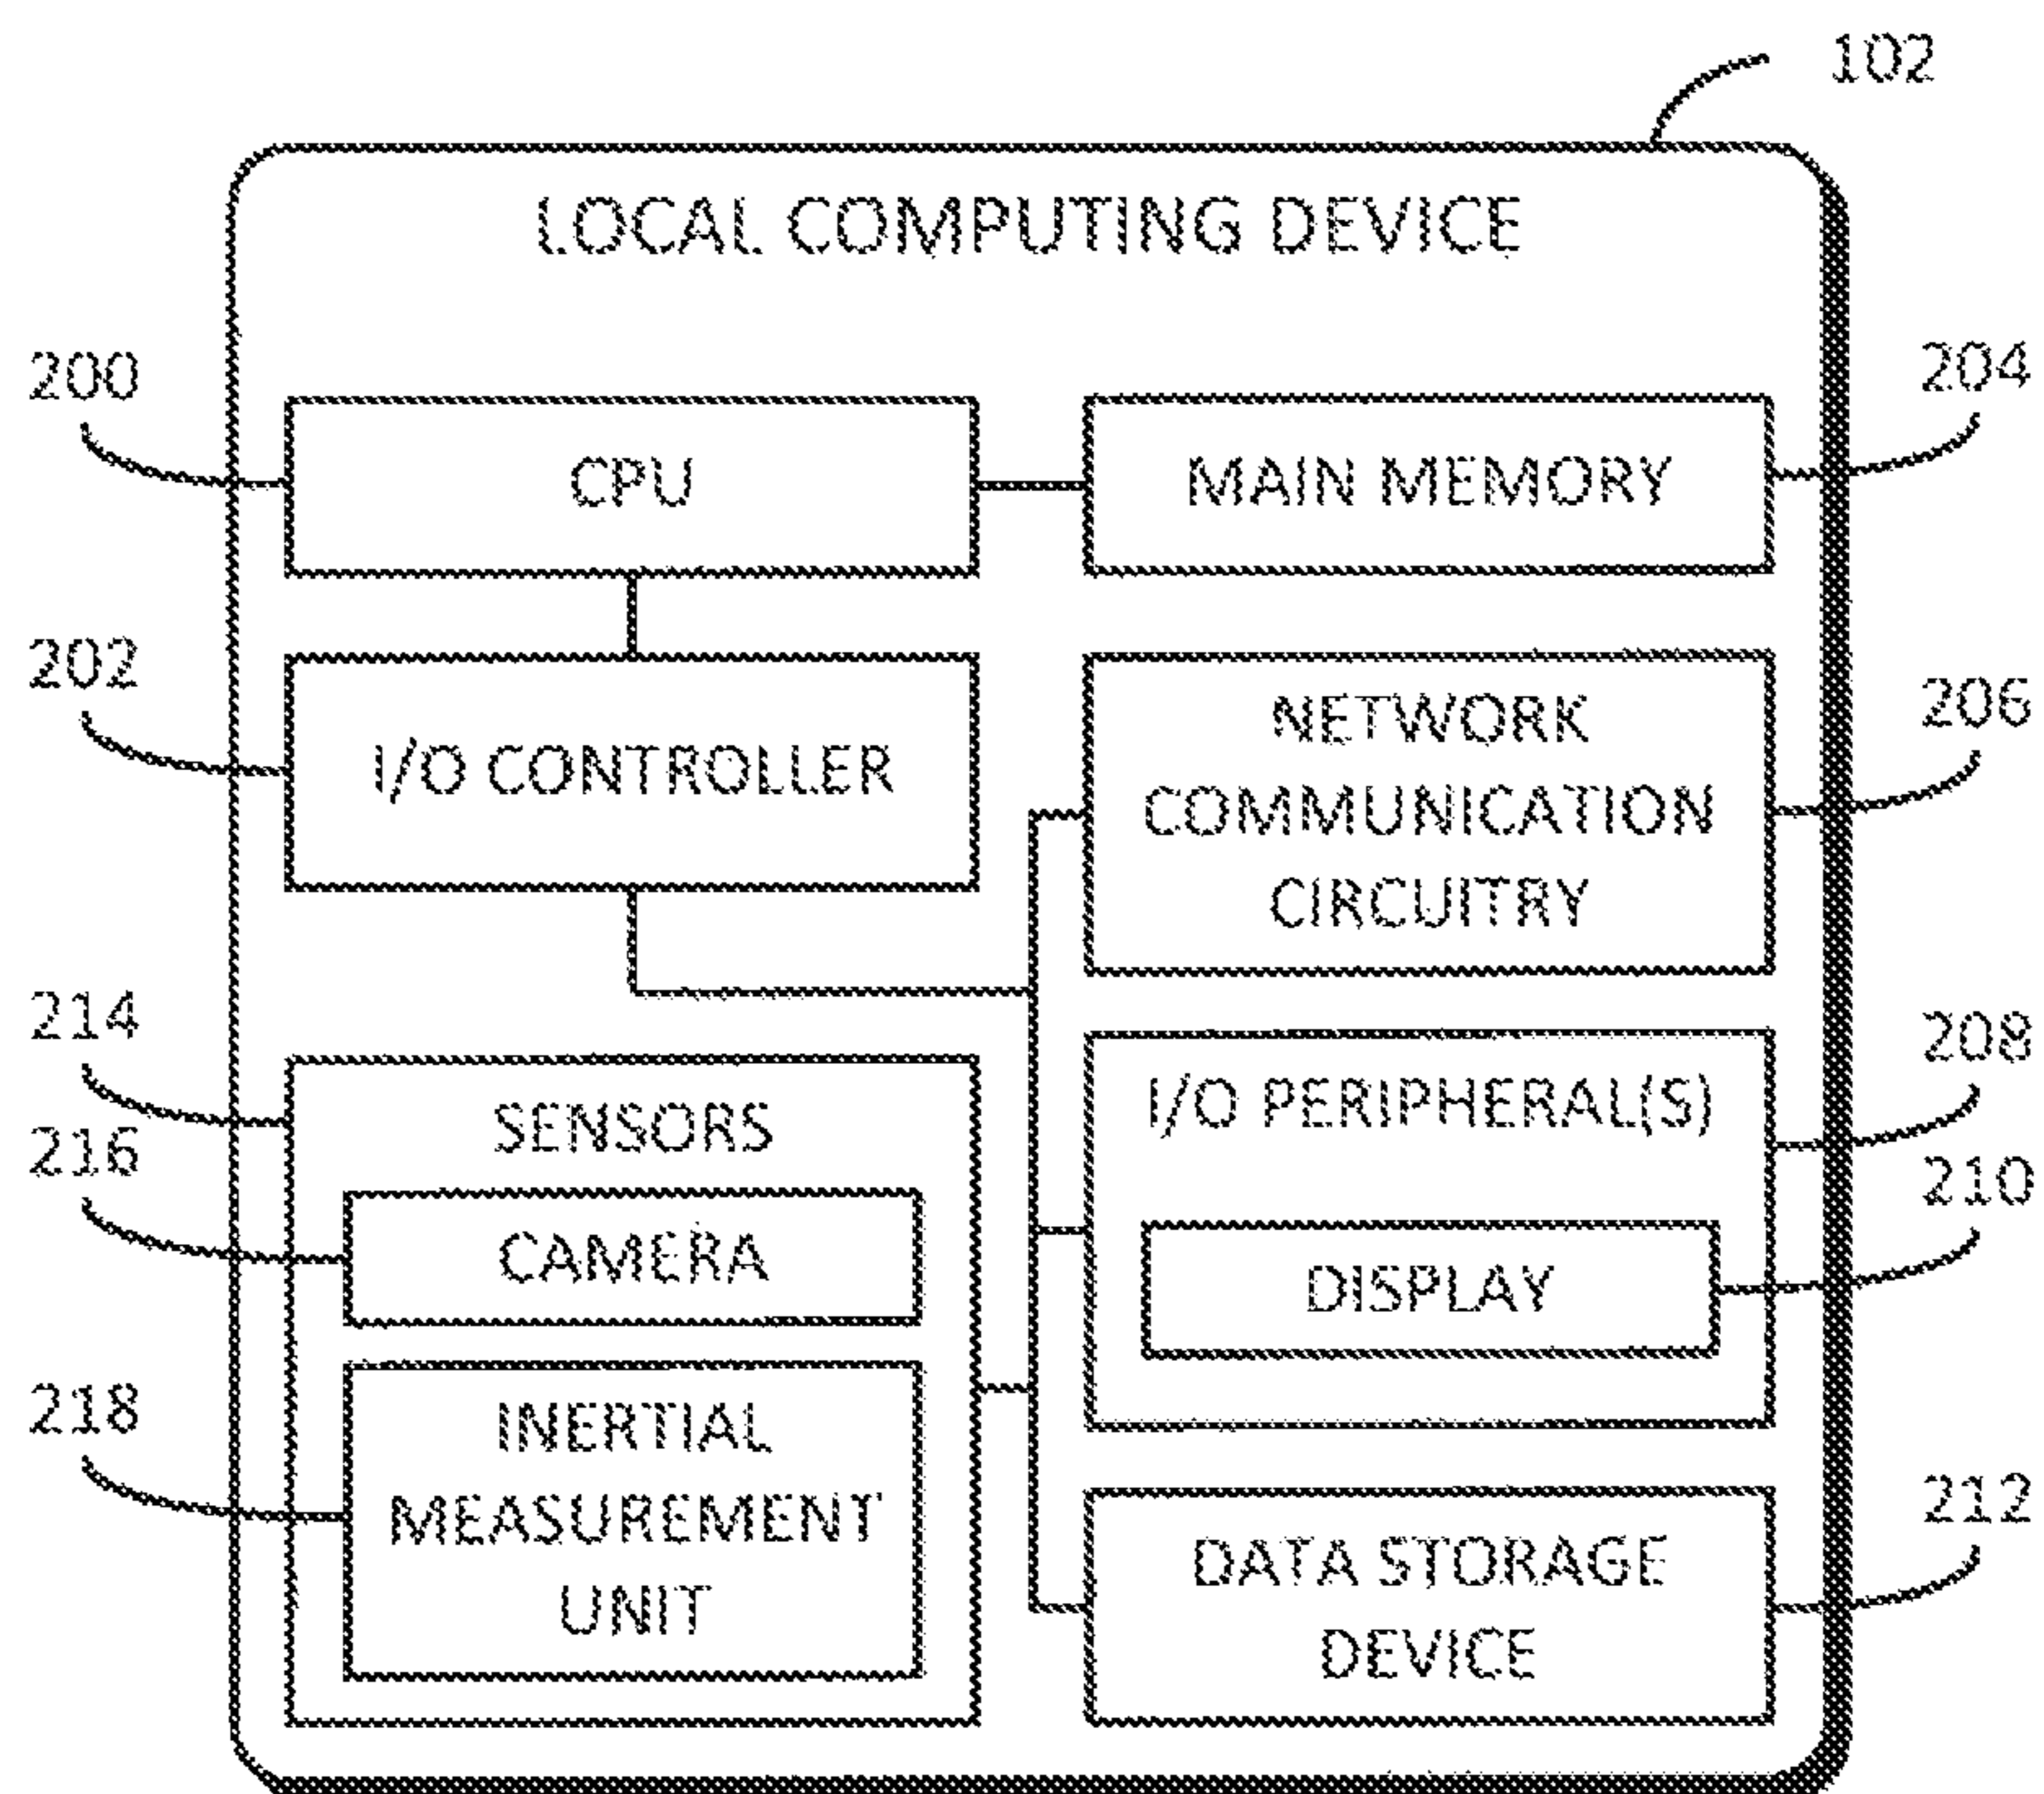 102
LOCAL COMPUTING DEVICE
200
204
CPU
MAIN MEMORY
202
206
I/O CONTROLLER
NETWORK
COMMUNICATION
CIRCUITRY
214
208
SENSORS
I/O PERIPHERAL(S)
216
210
CAMERA
DISPLAY
218
INERTIAL
MEASUREMENT
UNIT
212
DATA STORAGE
DEVICE